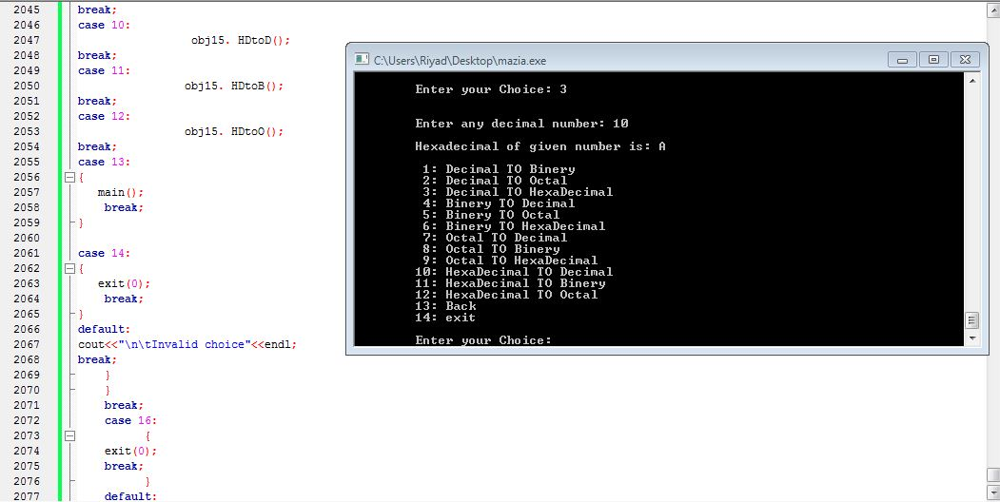 2045 break;
2046 case 10:
2047 obj15. HDtoD();
2048 break;
2049 case 11:
2050 obj15. HDtoB();
2051 break;
2052 case 12:
2053 obj15. HDtoO();
2054 break;
2055 case 13:
2056 {
2057 main();
2058 break;
2059 }
2060
2061 case 14:
2062 {
2063 exit(0);
2064 break;
2065 }
2066 default:
2067 cout<<"\n\tInvalid choice"<<endl;
2068 break;
2069 }
2070 }
2071 break;
2072 case 16:
2073 {
2074 exit(0);
2075 break;
2076 }
2077 default:
C:\Users\Riyad\Desktop\mazia.exe
Enter your Choice: 3
Enter any decimal number: 10
Hexadecimal of given number is: A
1: Decimal TO Binary
2: Decimal TO Octal
3: Decimal TO HexaDecimal
4: Binary TO Decimal
5: Binary TO Octal
6: Binary TO HexaDecimal
7: Octal TO Decimal
8: Octal TO Binary
9: Octal TO HexaDecimal
10: HexaDecimal TO Decimal
11: HexaDecimal TO Binary
12: HexaDecimal TO Octal
13: Back
14: exit
Enter your Choice: